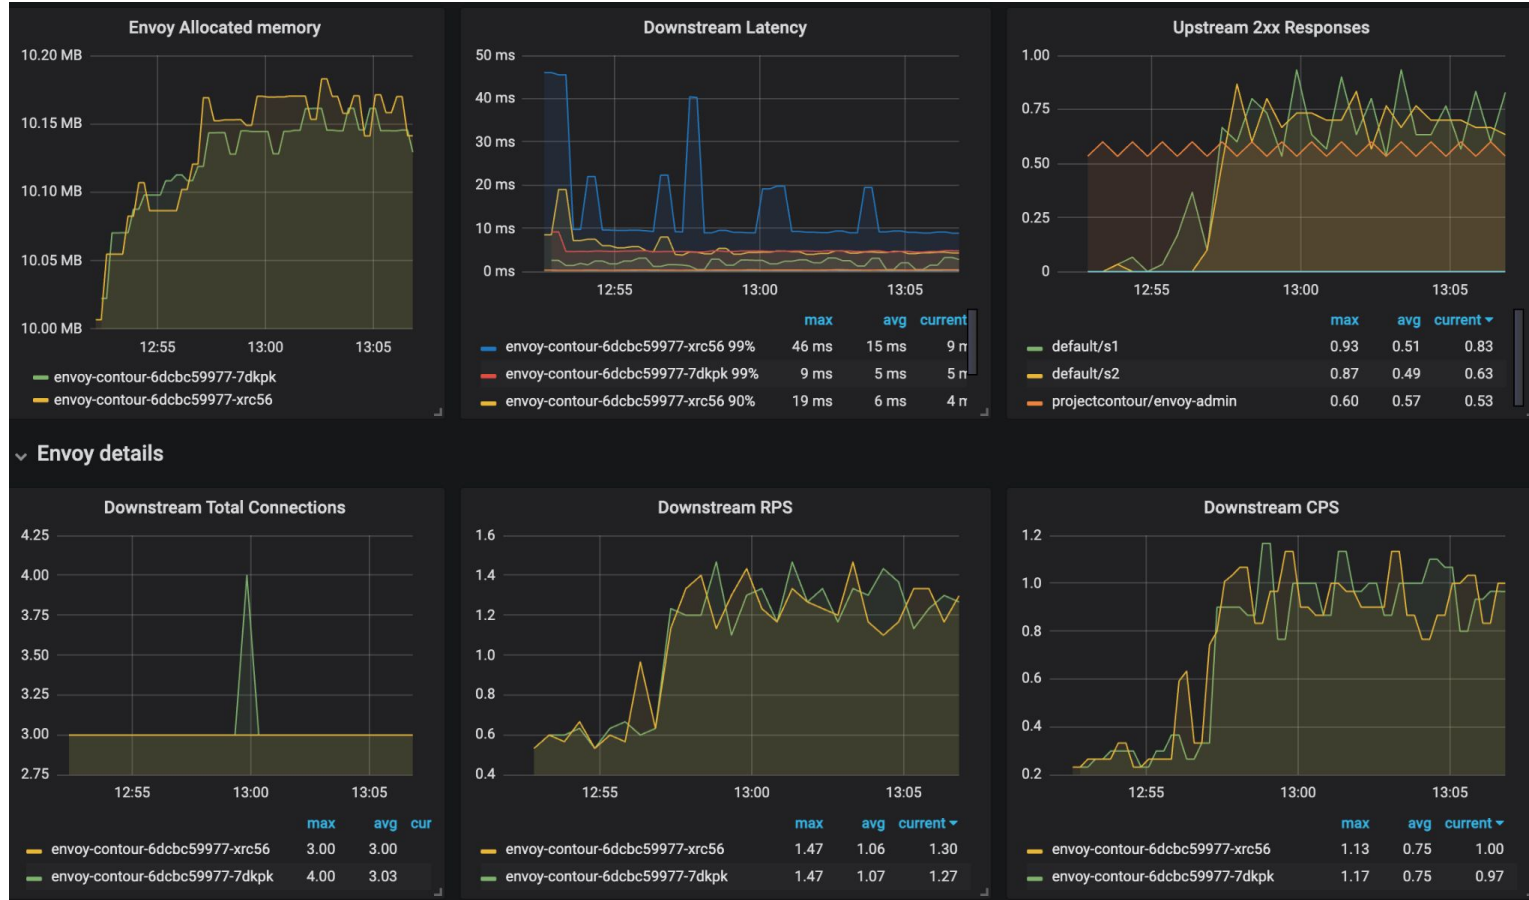 Envoy Allocated memory
10.20 MB
10.15 MB
10.10 MB
10.05 MB
10.00 MB
12:55 13:00 13:05
envoy-contour-6dcbc59977-7dkpk
envoy-contour-6dcbc59977-xrc56
Downstream Latency
50 ms
40 ms
30 ms
20 ms
10 ms
0 ms
12:55 13:00 13:05
max avg current
envoy-contour-6dcbc59977-xrc56 99% 46 ms 15 ms 9
envoy-contour-6dcbc59977-7dkpk 99% 9 ms 5 ms 5
envoy-contour-6dcbc59977-xrc56 90% 19 ms 6 ms 4
Upstream 2xx Responses
1.00
0.75
0.50
0.25
0
12:55 13:00 13:05
max avg current
default/s1 0.93 0.51 0.83
default/s2 0.87 0.49 0.63
projectcontour/envoy-admin 0.60 0.57 0.53
Envoy details
Downstream Total Connections
4.25
4.00
3.75
3.50
3.25
3.00
2.75
12:55 13:00 13:05
max avg cur
envoy-contour-6dcbc59977-xrc56 3.00 3.00
envoy-contour-6dcbc59977-7dkpk 4.00 3.03
Downstream RPS
1.6
1.4
1.2
1.0
0.8
0.6
0.4
12:55 13:00 13:05
max avg current
envoy-contour-6dcbc59977-xrc56 1.47 1.06 1.30
envoy-contour-6dcbc59977-7dkpk 1.47 1.07 1.27
Downstream CPS
1.2
1.0
0.8
0.6
0.4
0.2
12:55 13:00 13:05
max avg current
envoy-contour-6dcbc59977-xrc56 1.13 0.75 1.00
envoy-contour-6dcbc59977-7dkpk 1.17 0.75 0.97